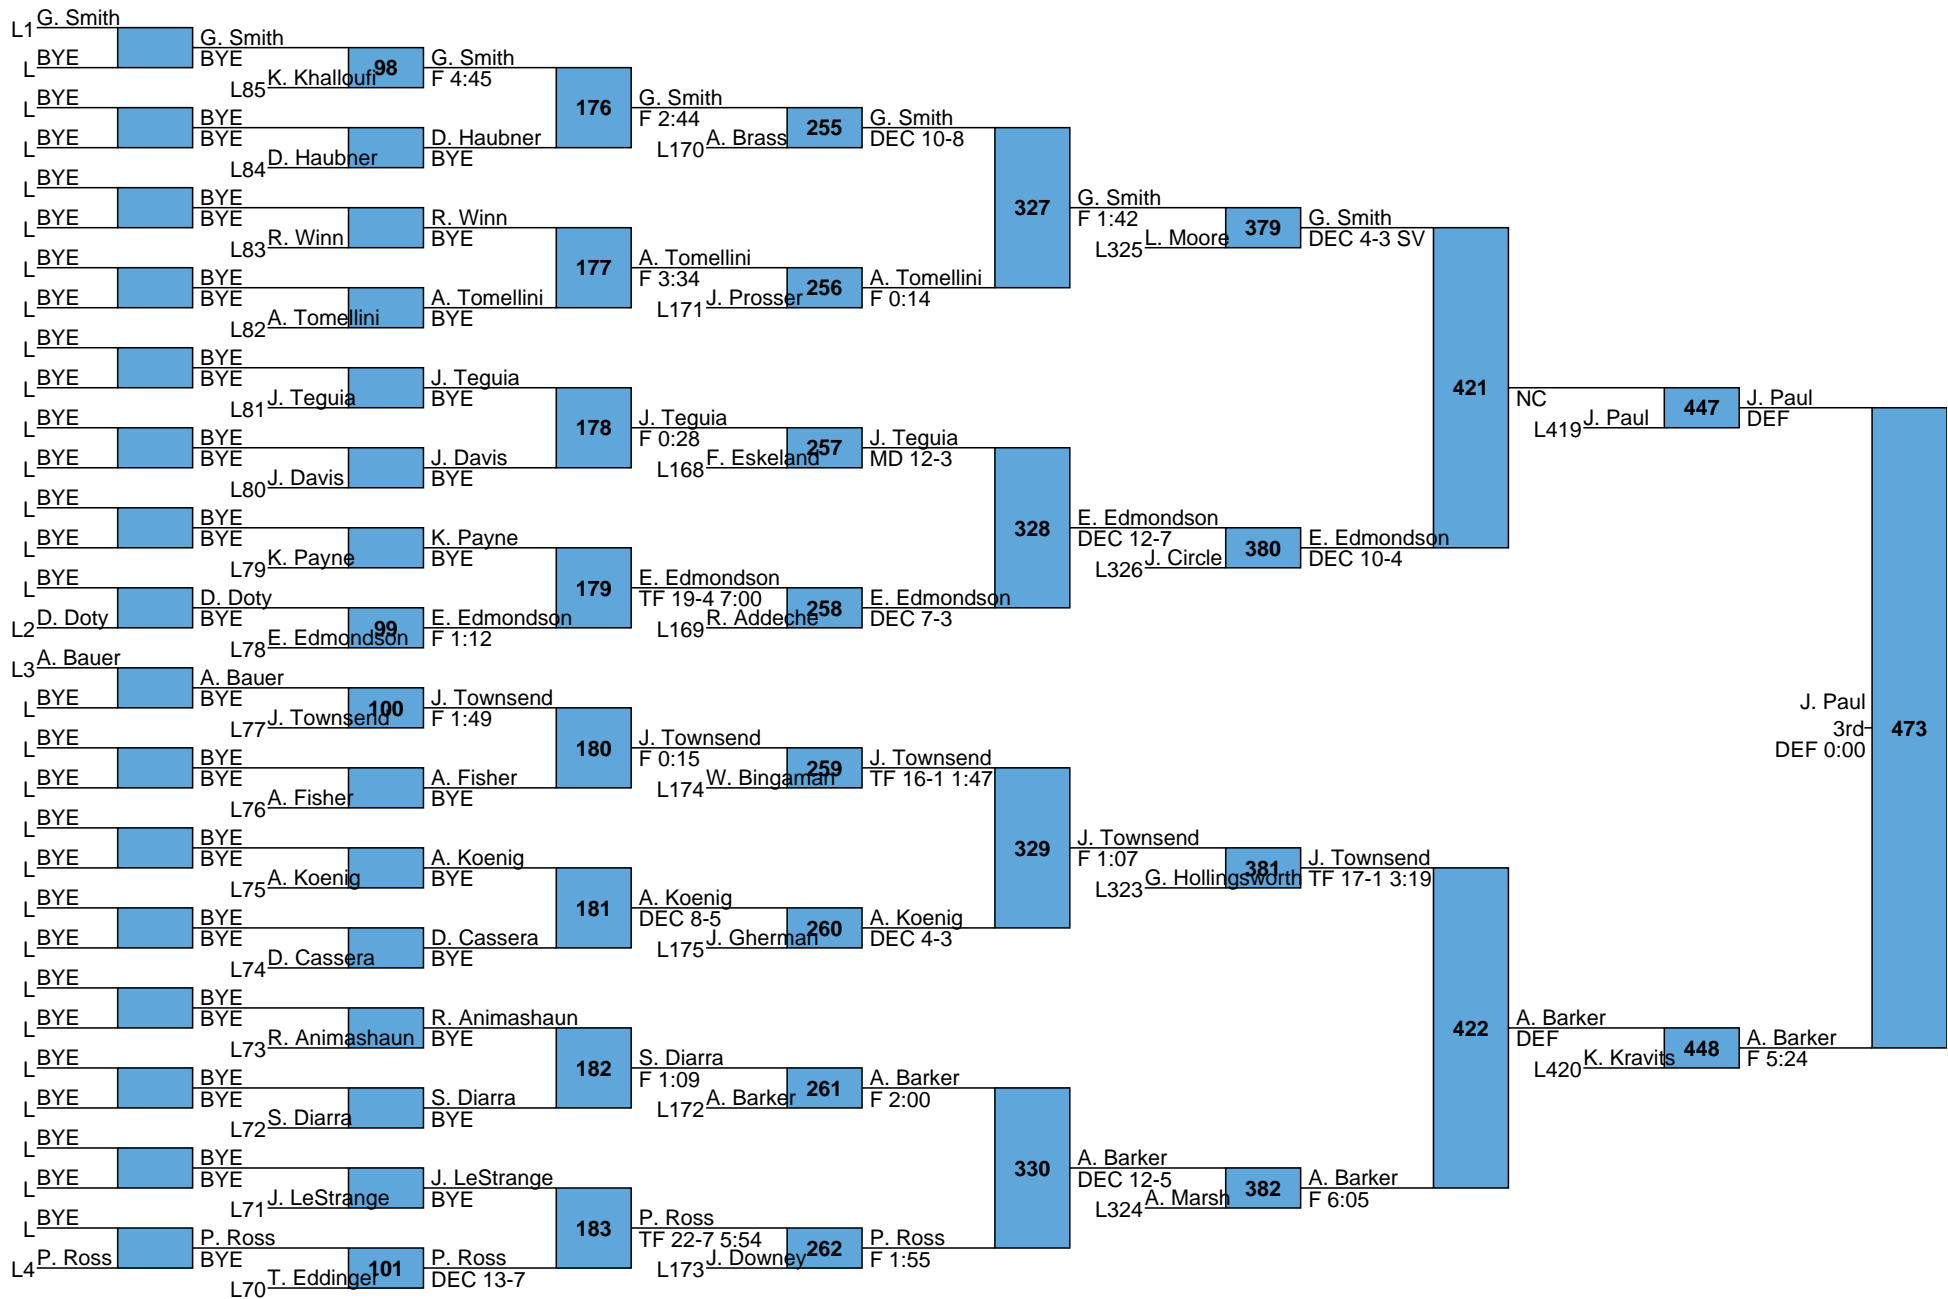 L1 G. Smith
L BYE
G. Smith
BYE
L85 K. Khalloufi
98
G. Smith
F 4:45
L BYE
L BYE
BYE
BYE
L84 D. Haubner
D. Haubner
BYE
176
G. Smith
F 2:44
L170 A. Brass
255
G. Smith
DEC 10-8
L BYE
L BYE
BYE
BYE
L83 R. Winn
R. Winn
BYE
L BYE
L BYE
BYE
BYE
L82 A. Tomellini
A. Tomellini
BYE
177
A. Tomellini
F 3:34
L171 J. Prosser
256
A. Tomellini
F 0:14
327
G. Smith
F 1:42
L325 L. Moore
379
G. Smith
DEC 4-3 SV
L BYE
L BYE
BYE
BYE
L81 J. Teguia
J. Teguia
BYE
L BYE
L BYE
BYE
BYE
L80 J. Davis
J. Davis
BYE
178
J. Teguia
F 0:28
L168 F. Eskeland
257
J. Teguia
MD 12-3
L BYE
L BYE
BYE
BYE
L79 K. Payne
K. Payne
BYE
L BYE
L2 D. Doty
D. Doty
BYE
L78 E. Edmondson
99
E. Edmondson
F 1:12
179
E. Edmondson
TF 19-4 7:00
L169 R. Addeche
258
E. Edmondson
DEC 7-3
328
E. Edmondson
DEC 12-7
L326 J. Circle
380
E. Edmondson
DEC 10-4
421
NC
L419 J. Paul
447
J. Paul
DEF
L3 A. Bauer
L BYE
A. Bauer
BYE
L77 J. Townsend
100
J. Townsend
F 1:49
L BYE
L BYE
BYE
BYE
L76 A. Fisher
A. Fisher
BYE
180
J. Townsend
F 0:15
L174 W. Bingaman
259
J. Townsend
TF 16-1 1:47
L BYE
L BYE
BYE
BYE
L75 A. Koenig
A. Koenig
BYE
L BYE
L BYE
BYE
BYE
L74 D. Cassera
D. Cassera
BYE
181
A. Koenig
DEC 8-5
L175 J. Gherman
260
A. Koenig
DEC 4-3
329
J. Townsend
F 1:07
L323 G. Hollingsworth
381
J. Townsend
TF 17-1 3:19
L BYE
L BYE
BYE
BYE
L73 R. Animashaun
R. Animashaun
BYE
L BYE
L BYE
BYE
BYE
L72 S. Diarra
S. Diarra
BYE
182
S. Diarra
F 1:09
L172 A. Barker
261
A. Barker
F 2:00
L BYE
L BYE
BYE
BYE
L71 J. LeStrange
J. LeStrange
BYE
L BYE
L4 P. Ross
P. Ross
BYE
L70 T. Eddinger
101
P. Ross
DEC 13-7
183
P. Ross
TF 22-7 5:54
L173 J. Downey
262
P. Ross
F 1:55
330
A. Barker
DEC 12-5
L324 A. Marsh
382
A. Barker
F 6:05
422
A. Barker
DEF
L420 K. Kravits
448
A. Barker
F 5:24
J. Paul
3rd
DEF 0:00
473